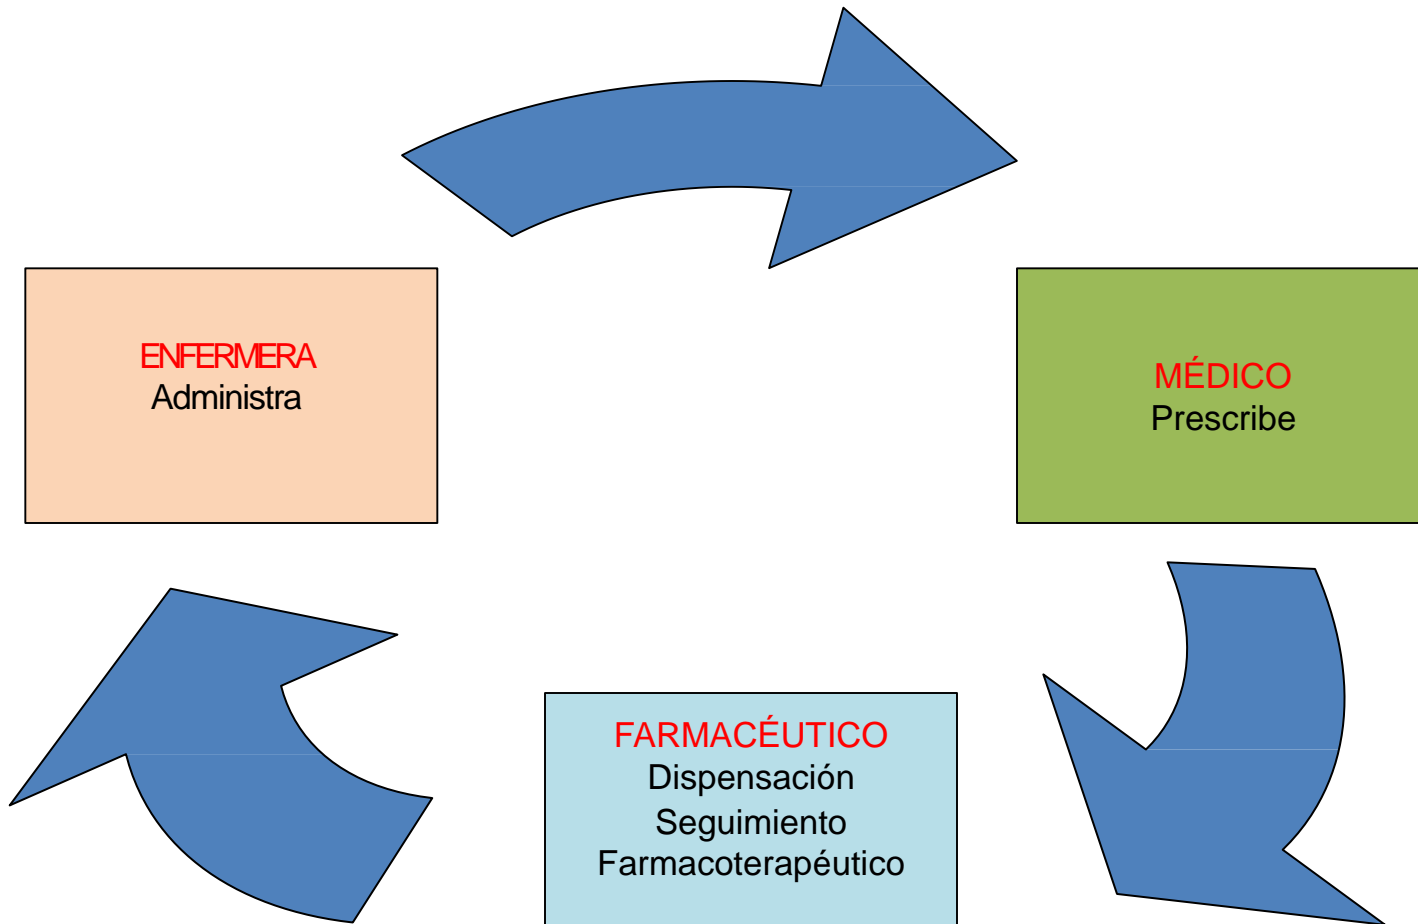 ENFERMERA
Administra
MÉDICO
Prescribe
FARMACÉUTICO
Dispensación
Seguimiento
Farmacoterapéutico